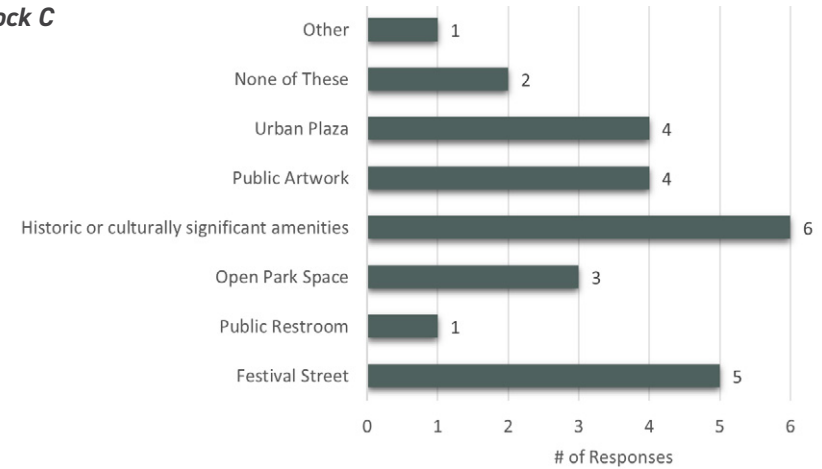 ock C
Other 1
None of These 2
Urban Plaza 4
Public Artwork 4
Historic or culturally significant amenities 6
Open Park Space 3
Public Restroom 1
Festival Street 5
0 1 2 3 4 5 6
# of Responses